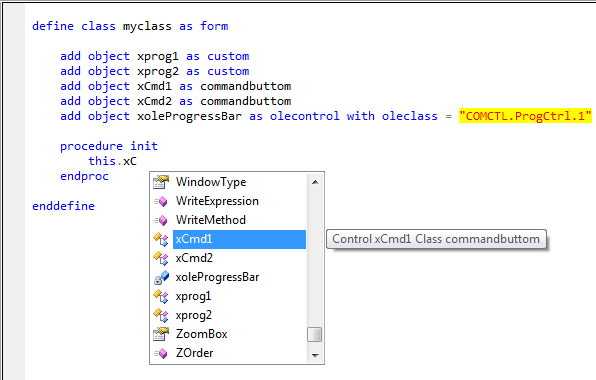 define class myclass as form
add object xprog1 as custom
add object xprog2 as custom
add object xCmd1 as commandbuttom
add object xCmd2 as commandbuttom
add object xoleProgressBar as olecontrol with oleclass = "COMCTL.ProgCtrl.1"
procedure init
this.xC
endproc
enddefine
WindowType
WriteExpression
WriteMethod
xCmd1
Control xCmd1 Class commandbuttom
xCmd2
xoleProgressBar
xprog1
xprog2
ZoomBox
ZOrder